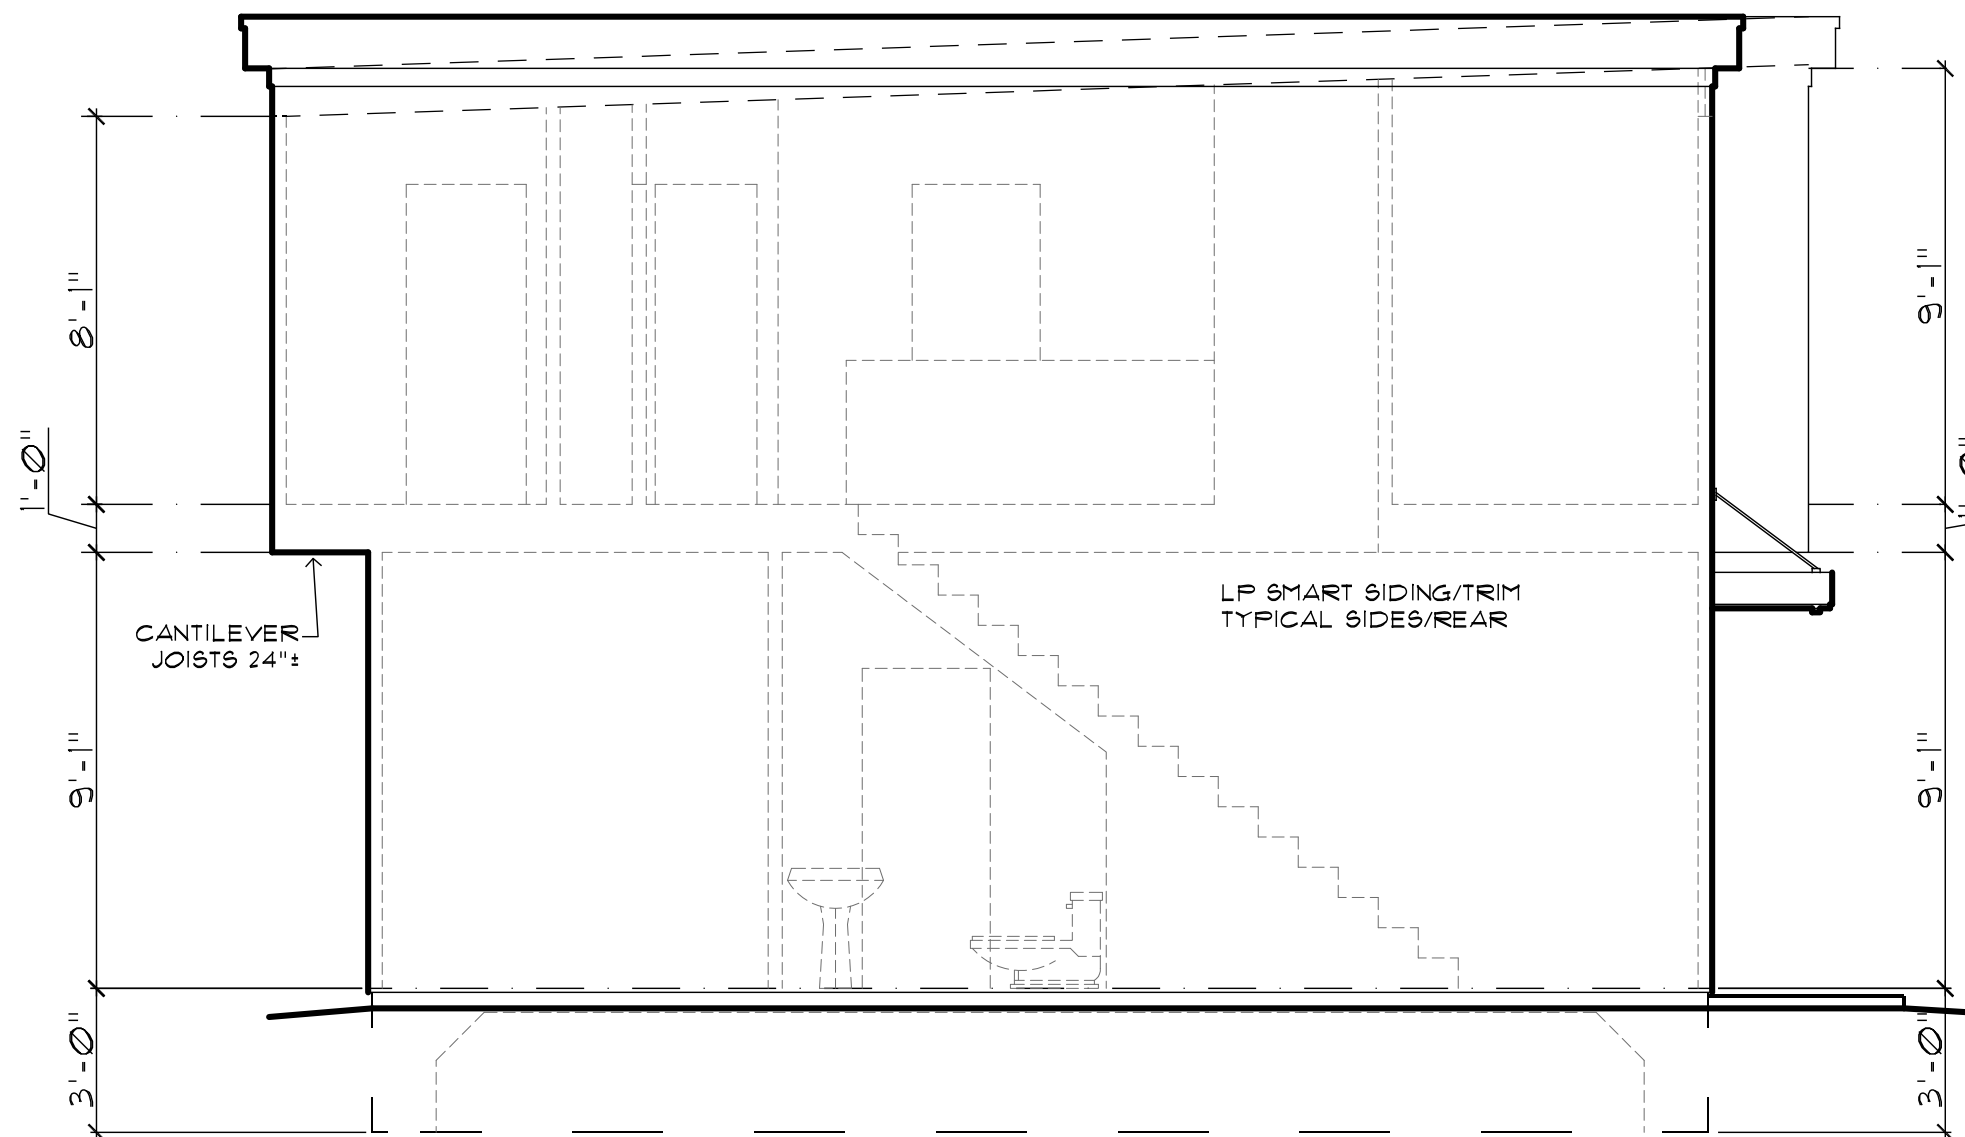 8'-1"
9'-1"
1'-0"
LP SMART SIDING/TRIM
TYPICAL SIDES/REAR
CANTILEVER
JOISTS 24"±
9'-1"
9'-1"
3'-0"
3'-0"